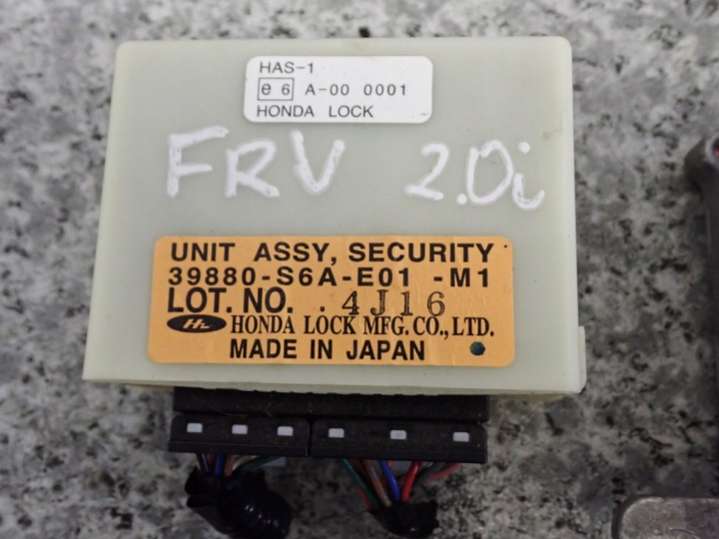 HAS-1
e 6 A-00 0001
HONDA LOCK
FRV 2.0i
UNIT ASSY, SECURITY
39880-S6A-E01 -M1
LOT. NO. . 4J16
HL HONDA LOCK MFG. CO., LTD.
MADE IN JAPAN